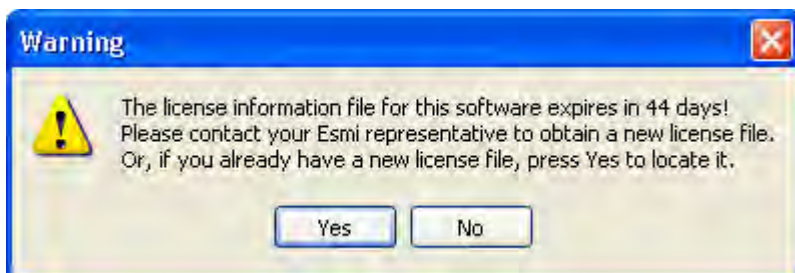 Warning
The license information file for this software expires in 44 days!
Please contact your Esmi representative to obtain a new license file.
Or, if you already have a new license file, press Yes to locate it.
Yes No